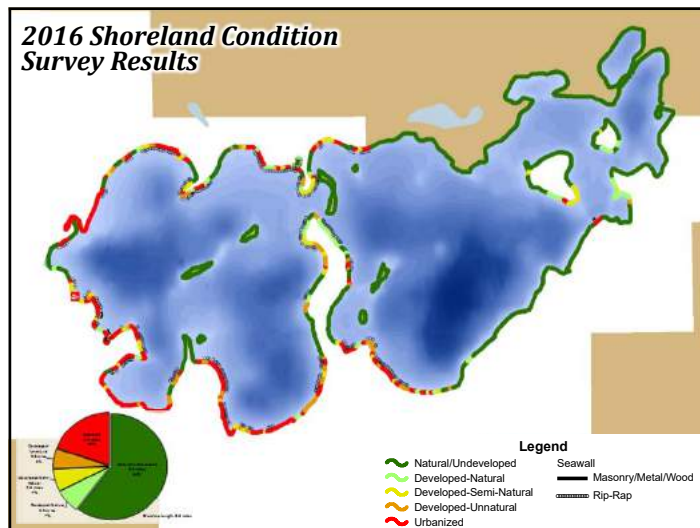 2016 Shoreland Condition
Survey Results
Legend
Natural/Undeveloped
Developed-Natural
Developed-Semi-Natural
Developed-Unnatural
Urbanized
Seawall
Masonry/Metal/Wood
Rip-Rap